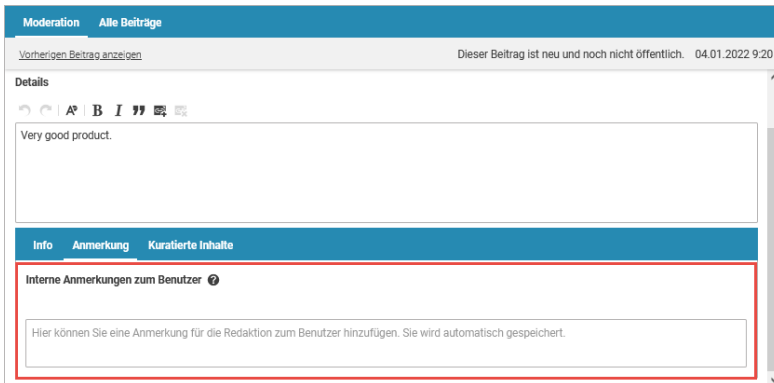 Moderation Alle Beiträge
Vorherigen Beitrag anzeigen Dieser Beitrag ist neu und noch nicht öffentlich. 04.01.2022 9:20
Details
B I
Very good product.
Info Anmerkung Kuratierte Inhalte
Interne Anmerkungen zum Benutzer ?
Hier können Sie eine Anmerkung für die Redaktion zum Benutzer hinzufügen. Sie wird automatisch gespeichert.